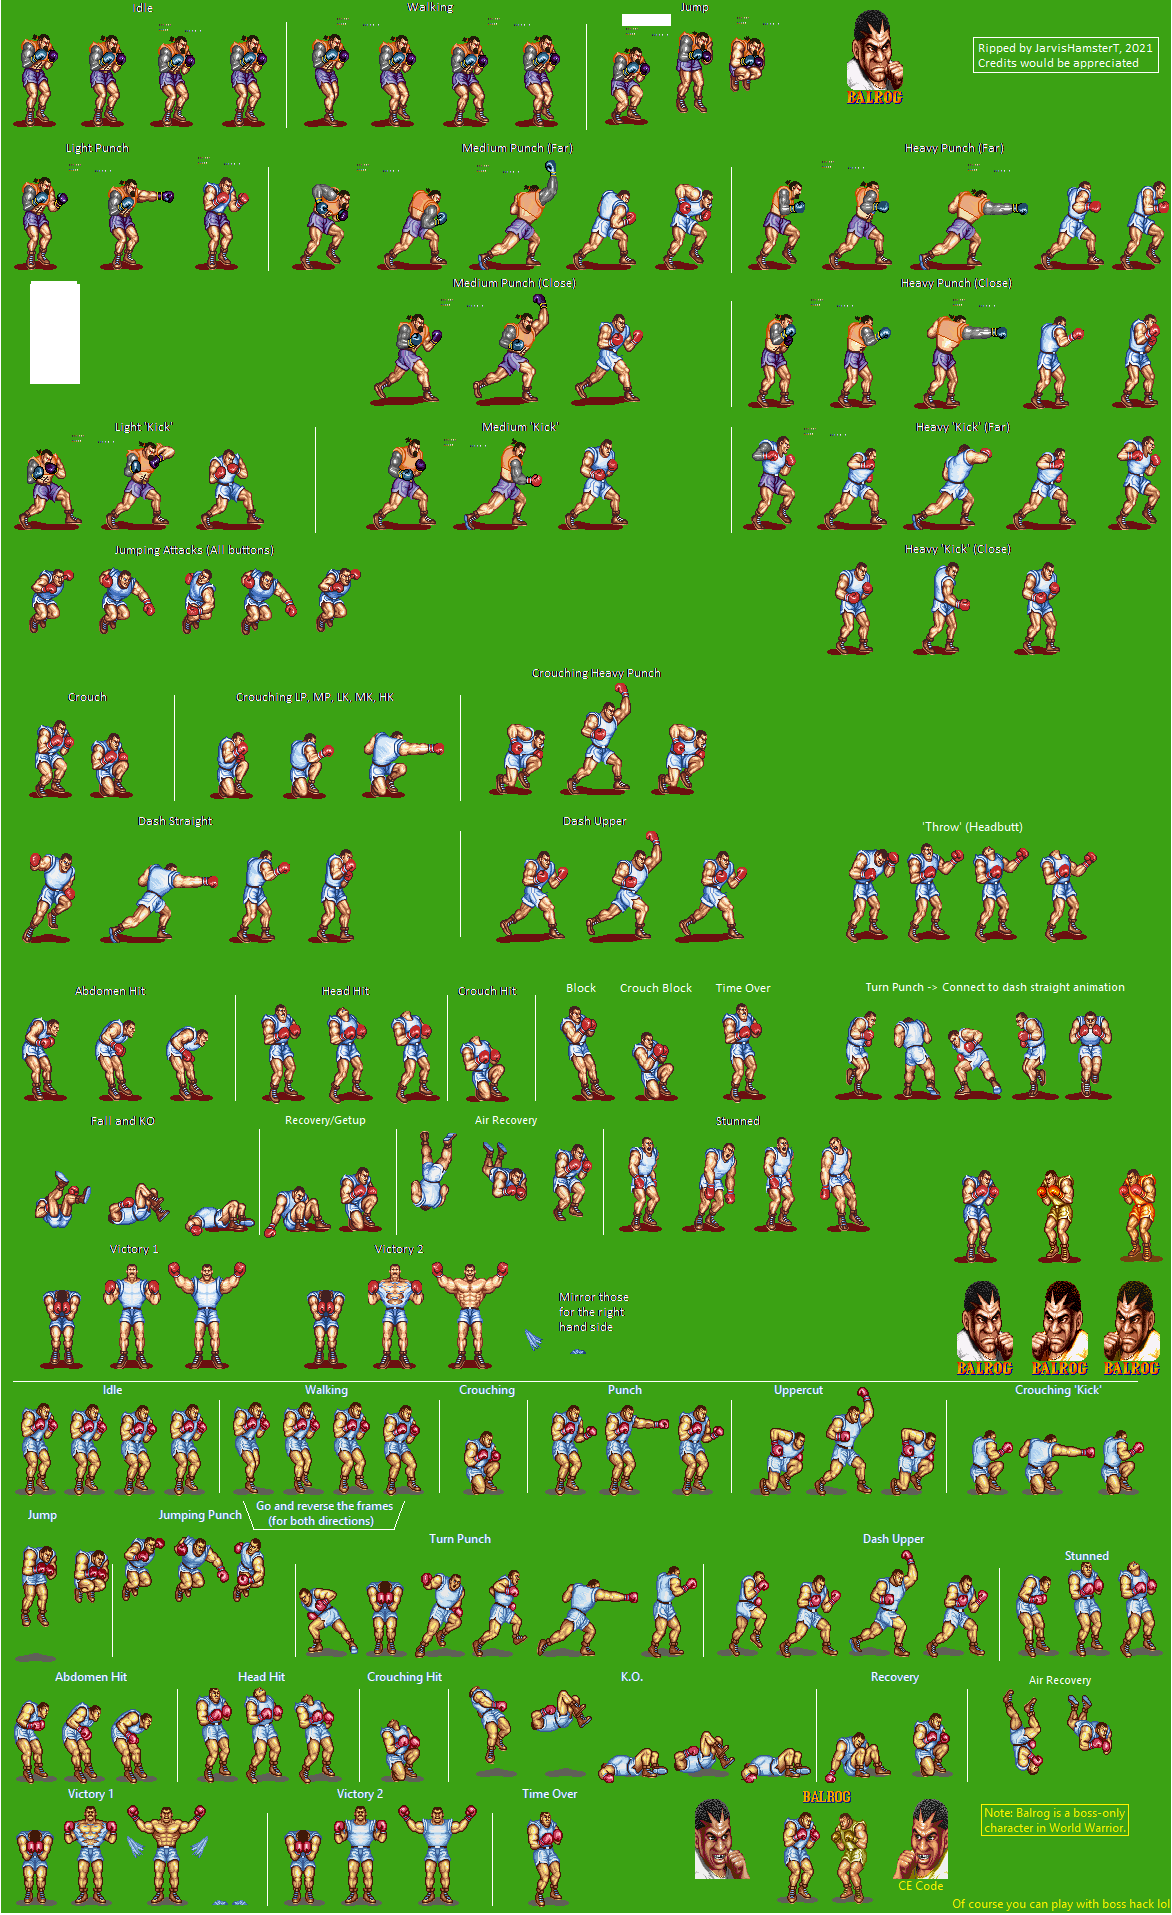 Idle
Walking
Jump
BALROG
Ripped by JarvisHamsterT, 2021
Credits would be appreciated
Light Punch
Medium Punch (Far)
Heavy Punch (Far)
Medium Punch (Close)
Heavy Punch (Close)
Light 'Kick'
Medium 'Kick'
Heavy 'Kick' (Far)
Jumping Attacks (All buttons)
Heavy 'Kick' (Close)
Crouching Heavy Punch
Crouch
Crouching LP, MP, LK, MK, HK
Dash Straight
Dash Upper
'Throw' (Headbutt)
Abdomen Hit
Head Hit
Crouch Hit
Block
Crouch Block
Time Over
Turn Punch -> Connect to dash straight animation
Fall and KO
Recovery/Getup
Air Recovery
Stunned
Victory 1
Victory 2
Mirror those
for the right
hand side
BALROG
BALROG
BALROG
Idle
Walking
Crouching
Punch
Uppercut
Crouching 'Kick'
Go and reverse the frames
(for both directions)
Jump
Jumping Punch
Turn Punch
Dash Upper
Stunned
Abdomen Hit
Head Hit
Crouching Hit
K.O.
Recovery
Air Recovery
Victory 1
Victory 2
Time Over
BALROG
CE Code
Note: Balrog is a boss-only
character in World Warrior.
Of course you can play with boss hack lol